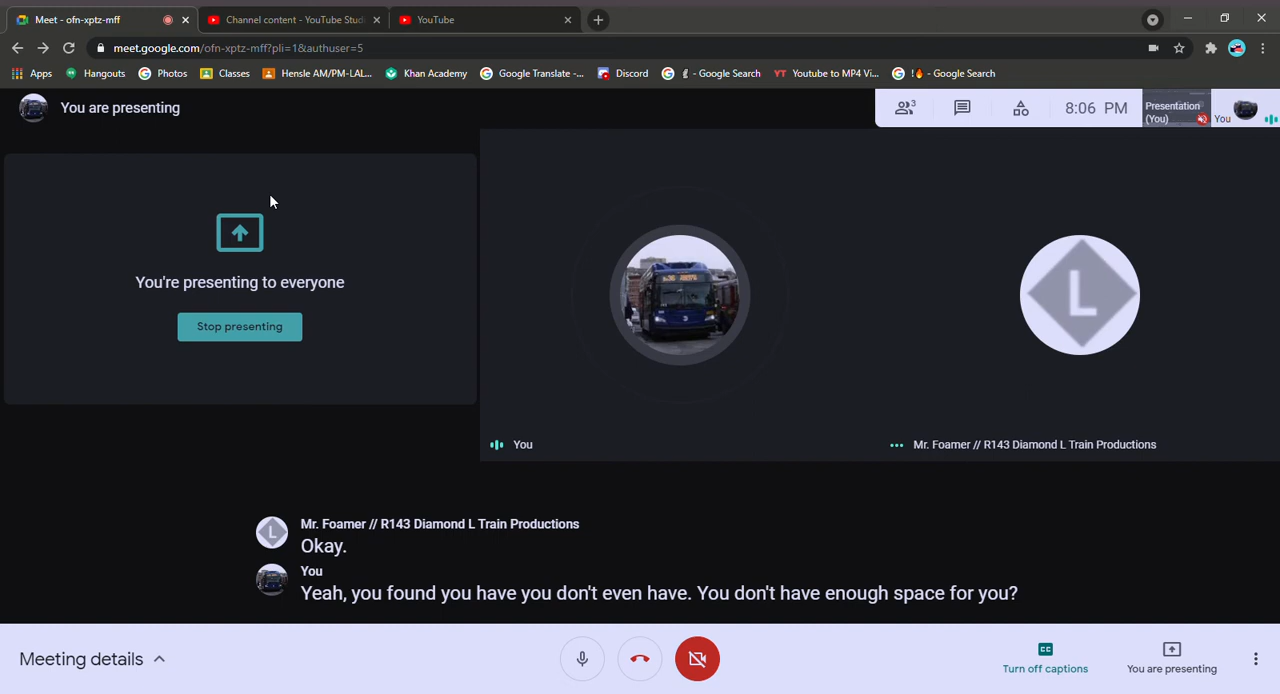 Meet - ofn-xptz-mff
Channel content - YouTube Stud
YouTube
meet.google.com/ofn-xptz-mff?pli=1&authuser=5
Apps Hangouts Photos Classes Hensle AM/PM-LAL... Khan Academy Google Translate -... Discord - Google Search YT Youtube to MP4 Vi... !🔥 - Google Search
You are presenting
3
8:06 PM
Presentation
(You)
You
You're presenting to everyone
Stop presenting
L
You
Mr. Foamer // R143 Diamond L Train Productions
L
Mr. Foamer // R143 Diamond L Train Productions
Okay.
You
Yeah, you found you have you don't even have. You don't have enough space for you?
Meeting details
CC
Turn off captions
You are presenting